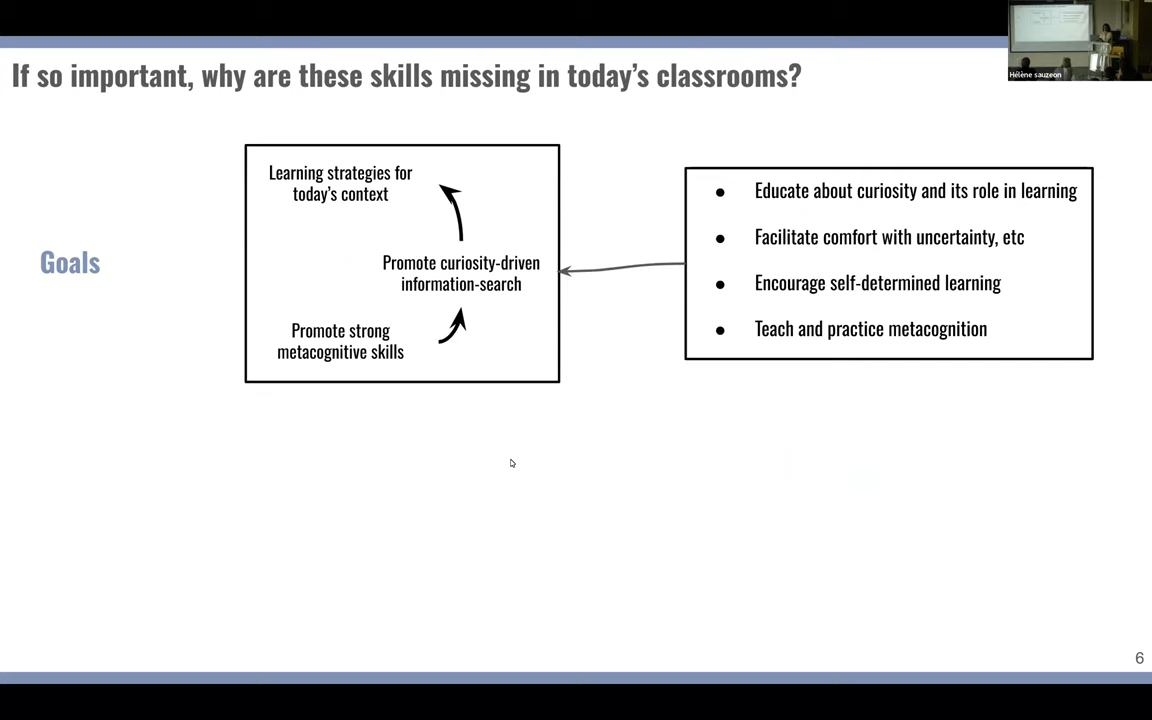 If so important, why are these skills missing in today's classrooms?
Hélène sauzeon
Learning strategies for
today's context
Promote curiosity-driven
information-search
Promote strong
metacognitive skills
Goals
● Educate about curiosity and its role in learning
● Facilitate comfort with uncertainty, etc
● Encourage self-determined learning
● Teach and practice metacognition
6